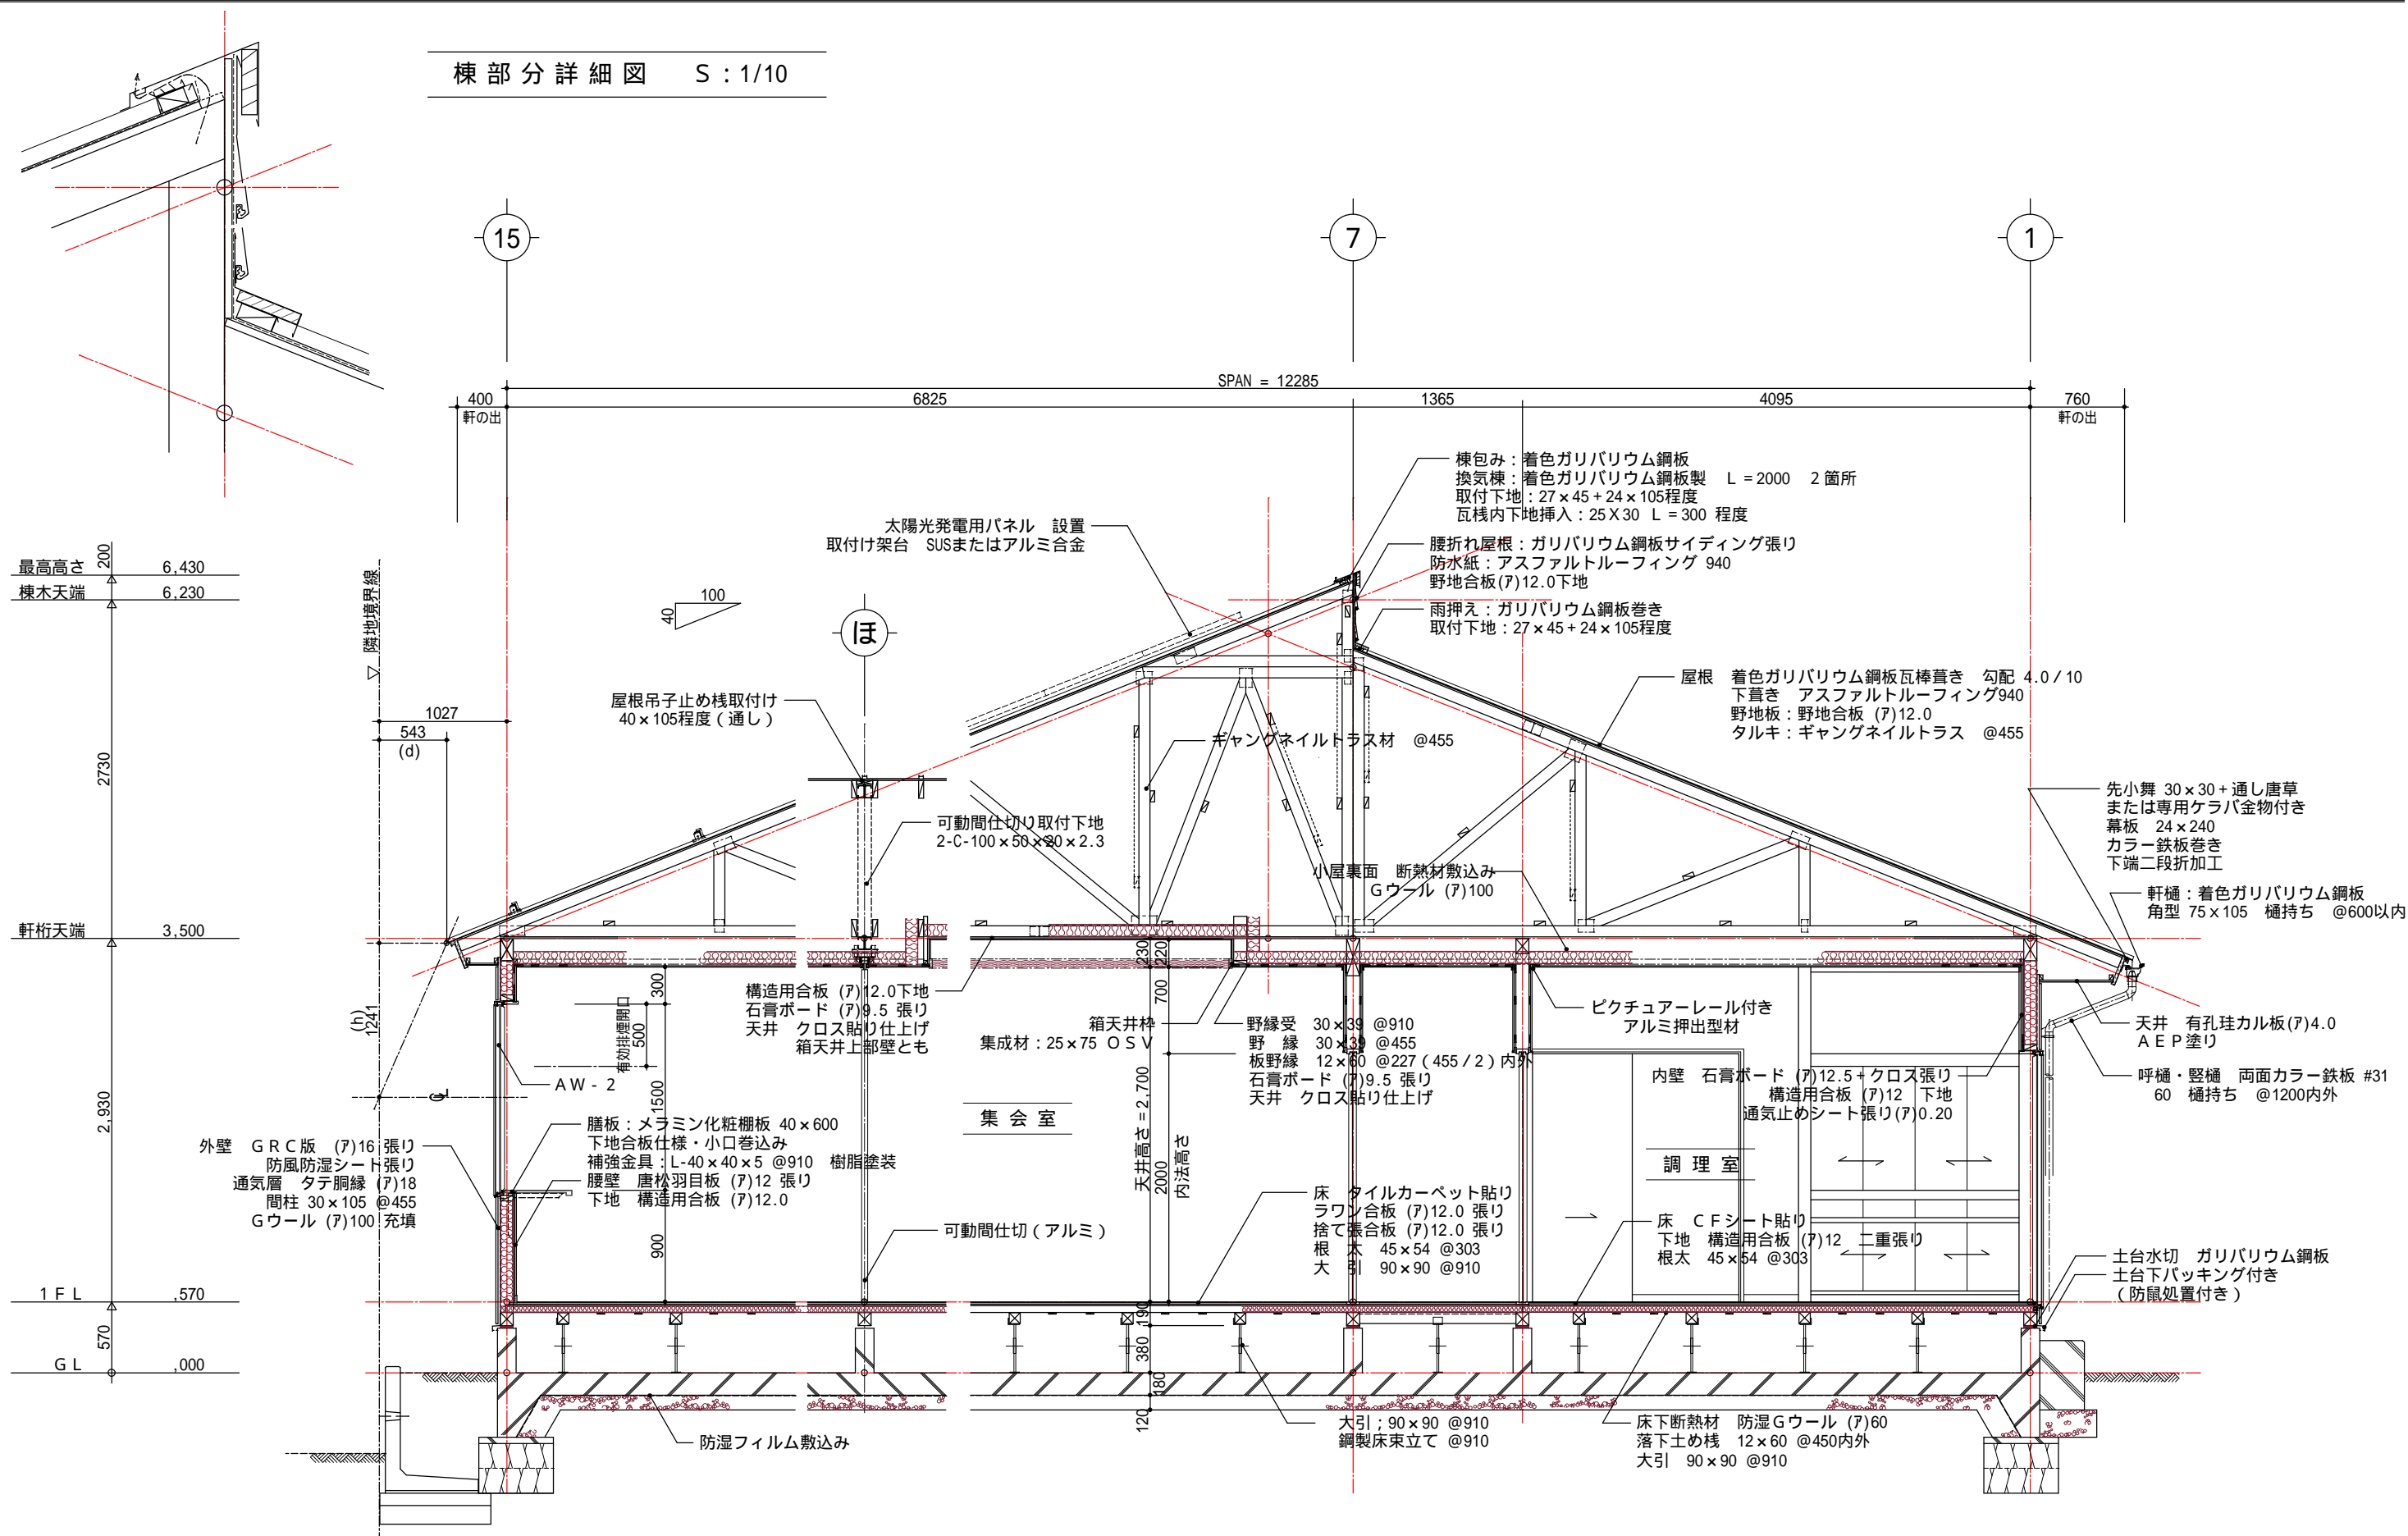 棟部分詳細図 S：1/10
15
7
1
SPAN = 12285
400
6825
1365
4095
760
軒の出
軒の出
棟包み：着色ガリバリウム鋼板
換気棟：着色ガリバリウム鋼板製 L＝2000 2箇所
取付下地：27×45＋24×105程度
瓦桟内下地挿入：25X30 L＝300 程度
太陽光発電用パネル 設置
取付け架台 SUSまたはアルミ合金
腰折れ屋根：ガリバリウム鋼板サイディング張り
防水紙：アスファルトルーフィング 940
野地合板(ｱ)12.0下地
雨押え：ガリバリウム鋼板巻き
取付下地：27×45＋24×105程度
200
最高高さ 6,430
棟木天端 6,230
2730
軒桁天端 3,500
2,930
1FL ,570
570
GL ,000
隣地境界線
100
40
ほ
屋根 着色ガリバリウム鋼板瓦棒葺き 勾配 4.0/10
下葺き アスファルトルーフィング940
野地板：野地合板 (ｱ)12.0
タルキ：ギャングネイルトラス @455
屋根吊子止め桟取付け
40×105程度（通し）
1027
543
(d)
ギャングネイルトラス材 @455
可動間仕切り取付下地
2-C-100×50×20×2.3
先小舞 30×30＋通し唐草
または専用ケラバ金物付き
幕板 24×240
カラー鉄板巻き
下端二段折加工
小屋裏面 断熱材敷込み
Gウール (ｱ)100
軒樋：着色ガリバリウム鋼板
角型 75×105 樋持ち @600以内
230
220
300
700
構造用合板 (ｱ)12.0下地
石膏ボード (ｱ)9.5 張り
天井 クロス貼り仕上げ
箱天井上部壁とも
箱天井枠
集成材：25×75 OSV
野縁受 30×39 @910
野 縁 30×39 @455
板野縁 12×60 @227（455/2）内外
石膏ボード (ｱ)9.5 張り
天井 クロス貼り仕上げ
ピクチュアーレール付き
アルミ押出型材
天井 有孔珪カル板(ｱ)4.0
AEP塗り
(h)
1241
有効排煙開口
500
AW-2
CL
1500
内壁 石膏ボード (ｱ)12.5＋クロス張り
構造用合板 (ｱ)12 下地
通気止めシート張り(ｱ)0.20
呼樋・竪樋 両面カラー鉄板 #31
60 樋持ち @1200内外
集会室
天井高さ＝2,700
2000
内法高さ
膳板：メラミン化粧棚板 40×600
下地合板仕様・小口巻込み
補強金具：L-40×40×5 @910 樹脂塗装
腰壁 唐松羽目板 (ｱ)12 張り
下地 構造用合板 (ｱ)12.0
外壁 GRC版 (ｱ)16 張り
防風防湿シート張り
通気層 タテ胴縁 (ｱ)18
間柱 30×105 @455
Gウール (ｱ)100 充填
調理室
900
可動間仕切（アルミ）
床 タイルカーペット貼り
ラワン合板 (ｱ)12.0 張り
捨て張合板 (ｱ)12.0 張り
根 太 45×54 @303
大 引 90×90 @910
床 CFシート貼り
下地 構造用合板 (ｱ)12 二重張り
根太 45×54 @303
土台水切 ガリバリウム鋼板
土台下パッキング付き
（防鼠処置付き）
190
380
180
120
防湿フィルム敷込み
大引；90×90 @910
鋼製床束立て @910
床下断熱材 防湿Gウール (ｱ)60
落下土め桟 12×60 @450内外
大引 90×90 @910